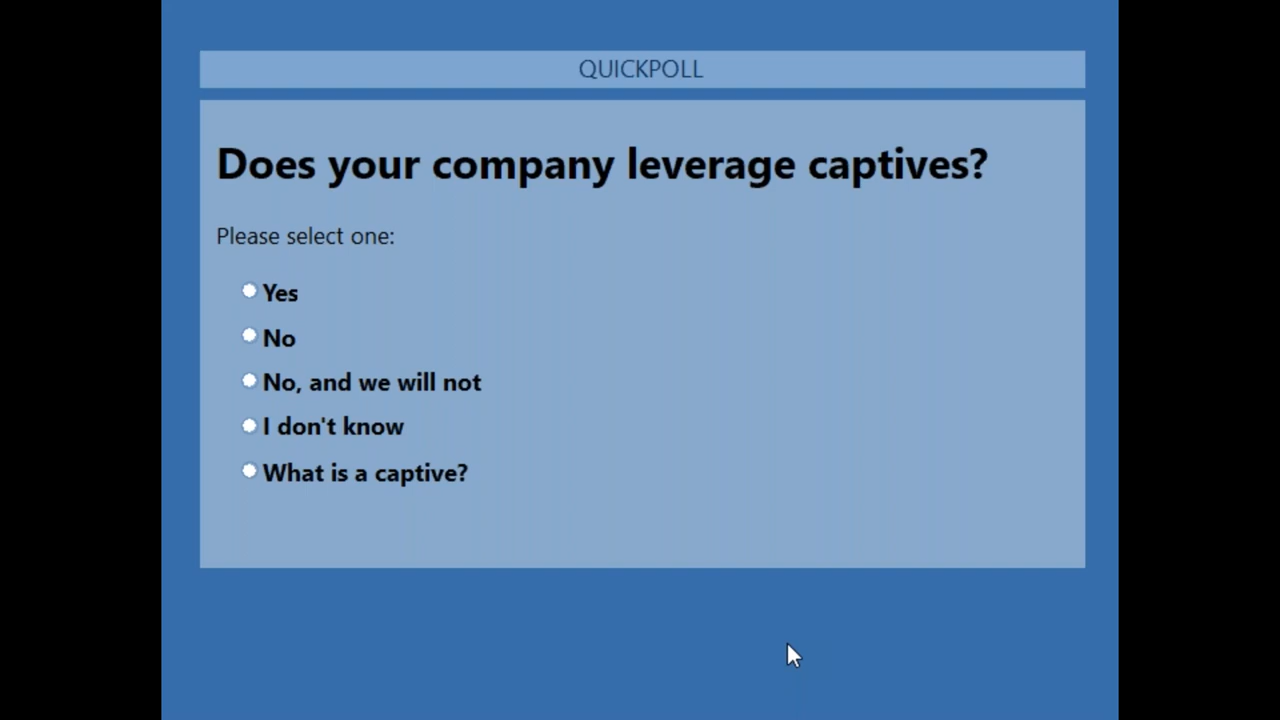 QUICKPOLL
Does your company leverage captives?
Please select one:
Yes
No
No, and we will not
I don't know
What is a captive?